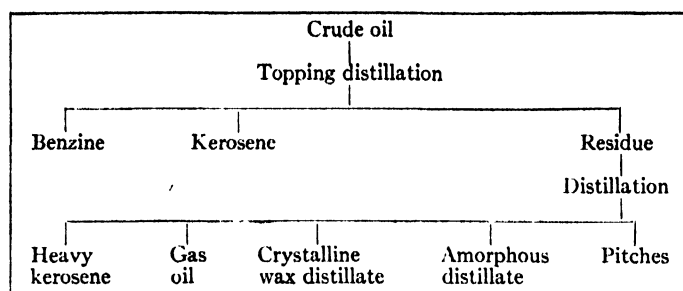 Crude oil
Topping distillation
Benzine Kerosene Residue
Distillation
Heavy Gas Crystalline Amorphous Pitches
kerosene oil wax distillate distillate